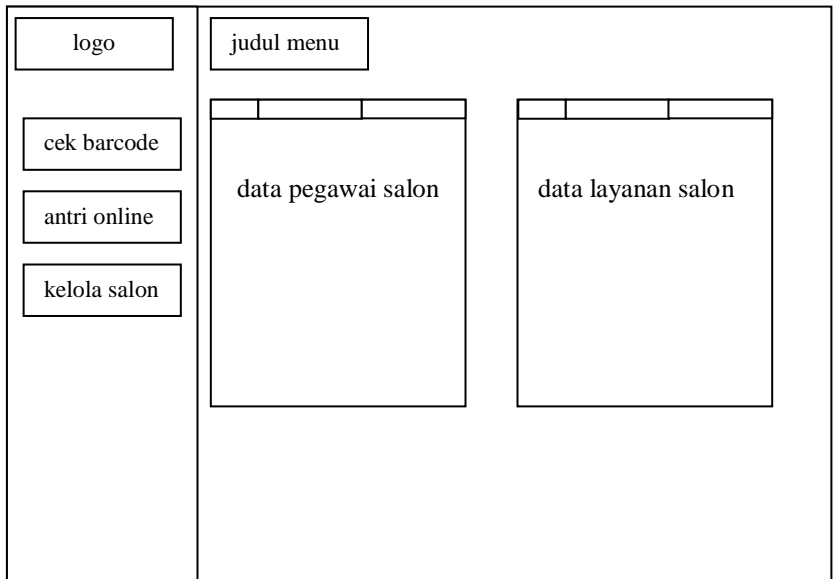 logo
judul menu
cek barcode
antri online
kelola salon
data pegawai salon
data layanan salon